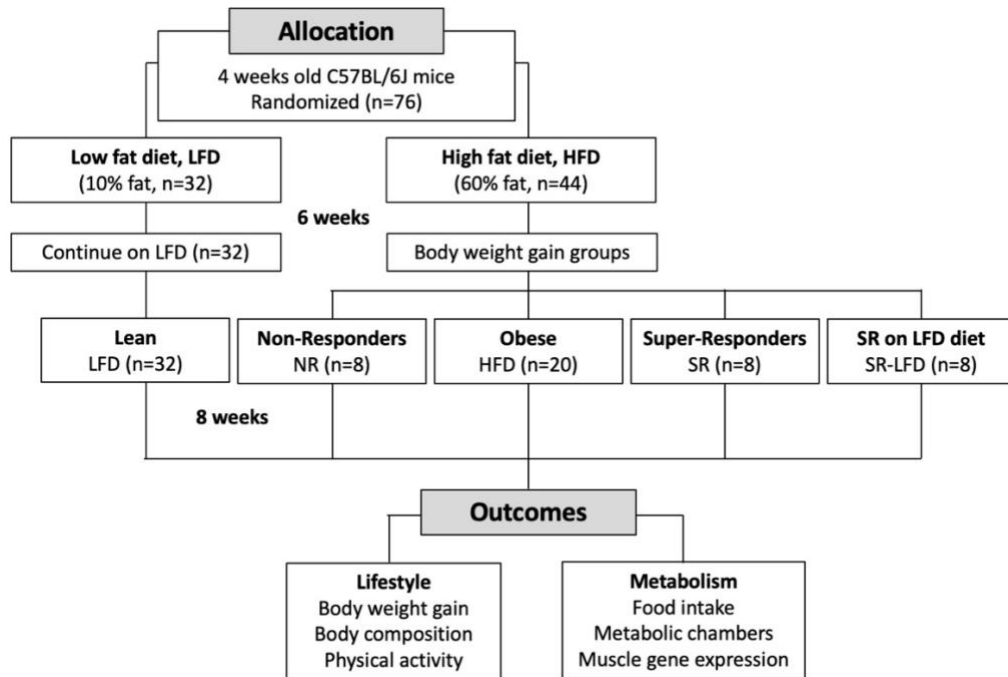 Allocation
4 weeks old C57BL/6J mice
Randomized (n=76)
Low fat diet, LFD
(10% fat, n=32)
High fat diet, HFD
(60% fat, n=44)
6 weeks
Continue on LFD (n=32)
Body weight gain groups
Lean
LFD (n=32)
Non-Responders
NR (n=8)
Obese
HFD (n=20)
Super-Responders
SR (n=8)
SR on LFD diet
SR-LFD (n=8)
8 weeks
Outcomes
Lifestyle
Body weight gain
Body composition
Physical activity
Metabolism
Food intake
Metabolic chambers
Muscle gene expression